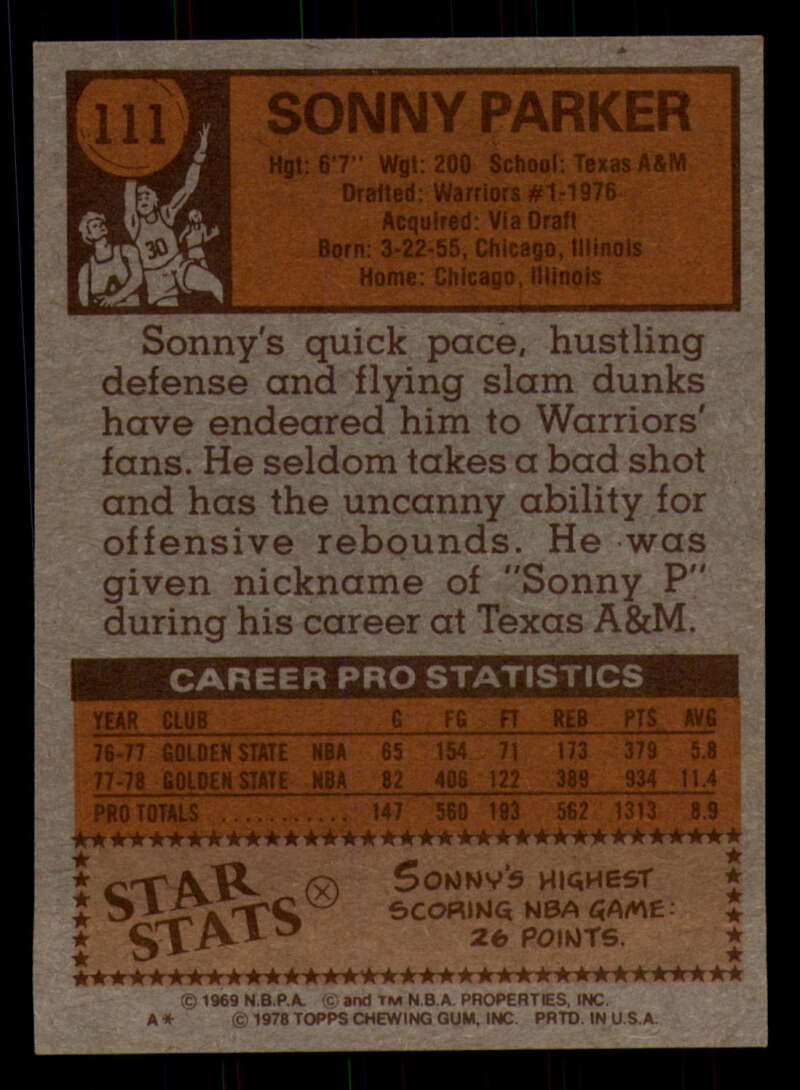 111
SONNY PARKER
Hgt: 6'7" Wgt: 200 School: Texas A&M
Drafted: Warriors #1-1976
Acquired: Via Draft
Born: 3-22-55, Chicago, Illinois
Home: Chicago, Illinois
30
Sonny's quick pace, hustling
defense and flying slam dunks
have endeared him to Warriors'
fans. He seldom takes a bad shot
and has the uncanny ability for
offensive rebounds. He was
given nickname of "Sonny P"
during his career at Texas A&M.
CAREER PRO STATISTICS
YEAR CLUB G FG FT REB PTS AVG
76-77 GOLDEN STATE NBA 65 154 71 173 379 5.8
77-78 GOLDEN STATE NBA 82 406 122 389 934 11.4
PRO TOTALS ........... 147 560 193 562 1313 8.9
STAR STATS
SONNY'S HIGHEST
SCORING NBA GAME:
26 POINTS.
© 1969 N.B.P.A. © and TM N.B.A. PROPERTIES, INC.
A* © 1978 TOPPS CHEWING GUM, INC. PRTD. IN U.S.A.